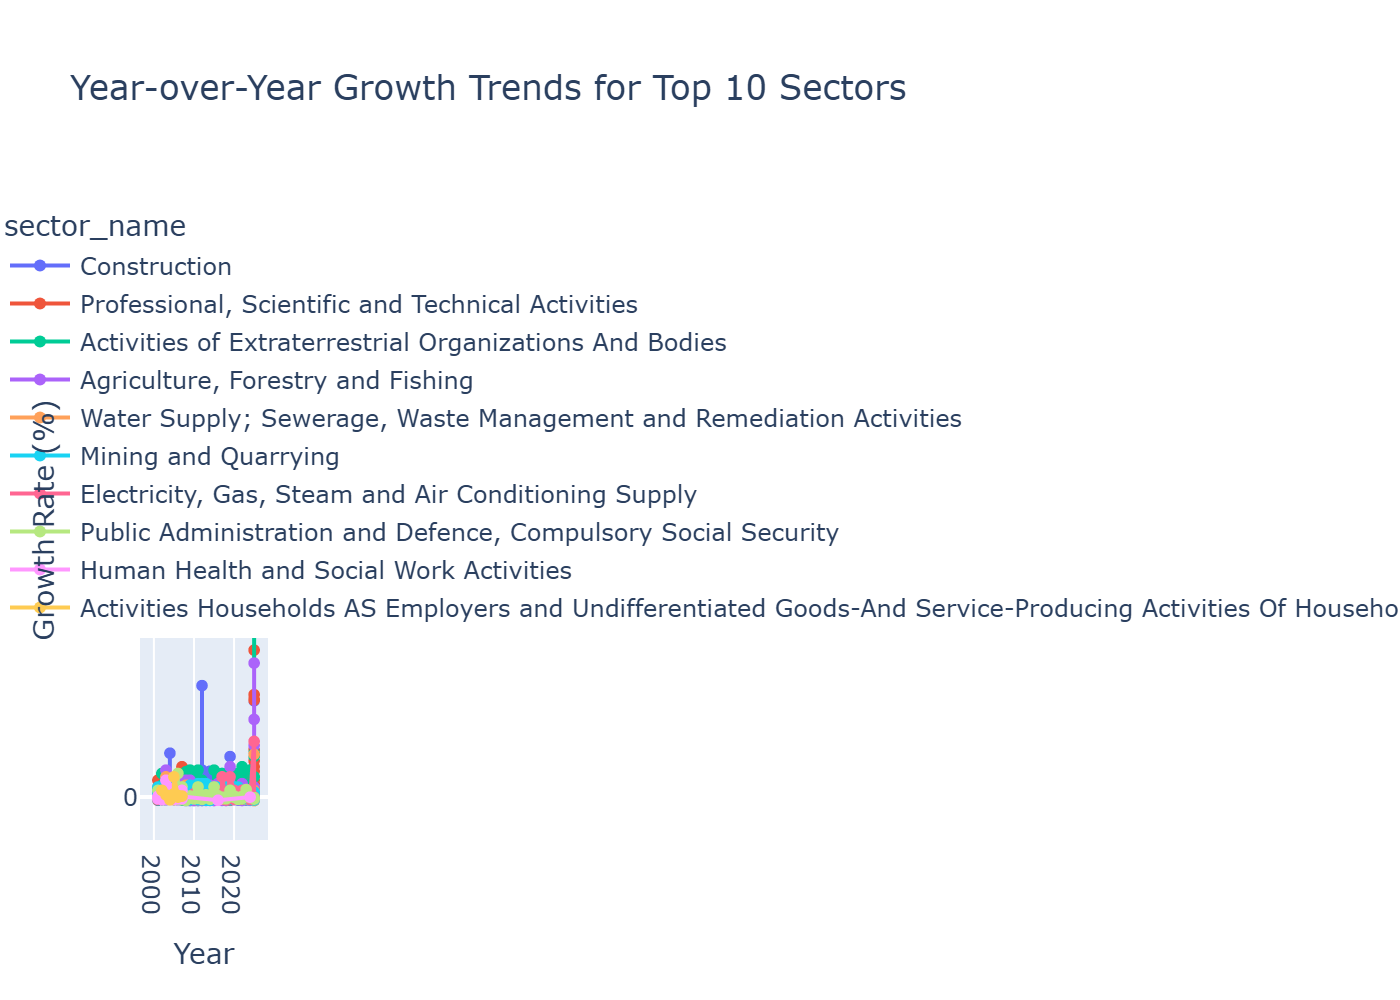 Year-over-Year Growth Trends for Top 10 Sectors
sector_name
Construction
Professional, Scientific and Technical Activities
Activities of Extraterrestrial Organizations And Bodies
Agriculture, Forestry and Fishing
Water Supply; Sewerage, Waste Management and Remediation Activities
Mining and Quarrying
Electricity, Gas, Steam and Air Conditioning Supply
Public Administration and Defence, Compulsory Social Security
Human Health and Social Work Activities
Activities Households AS Employers and Undifferentiated Goods-And Service-Producing Activities Of Househo
Growth Rate (%)
0
2000
2010
2020
Year